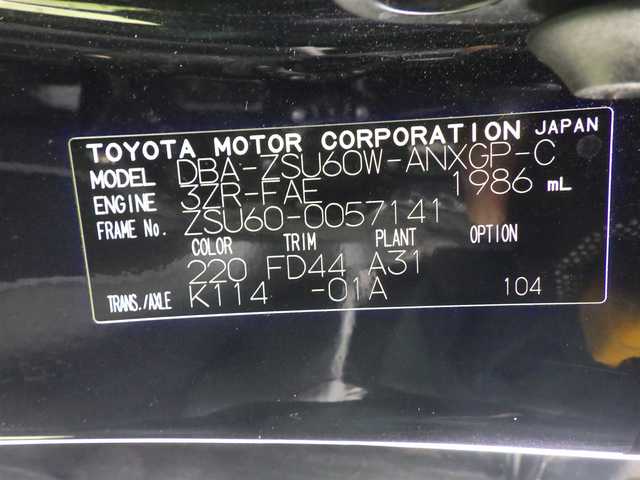 TOYOTA MOTOR CORPORATION JAPAN
MODEL DBA-ZSU60W-ANXGP-C
ENGINE 3ZR-FAE 1986 mL
FRAME No. ZSU60-0057141
COLOR TRIM PLANT OPTION
220 FD44 A31
TRANS./AXLE K114 -01A 104